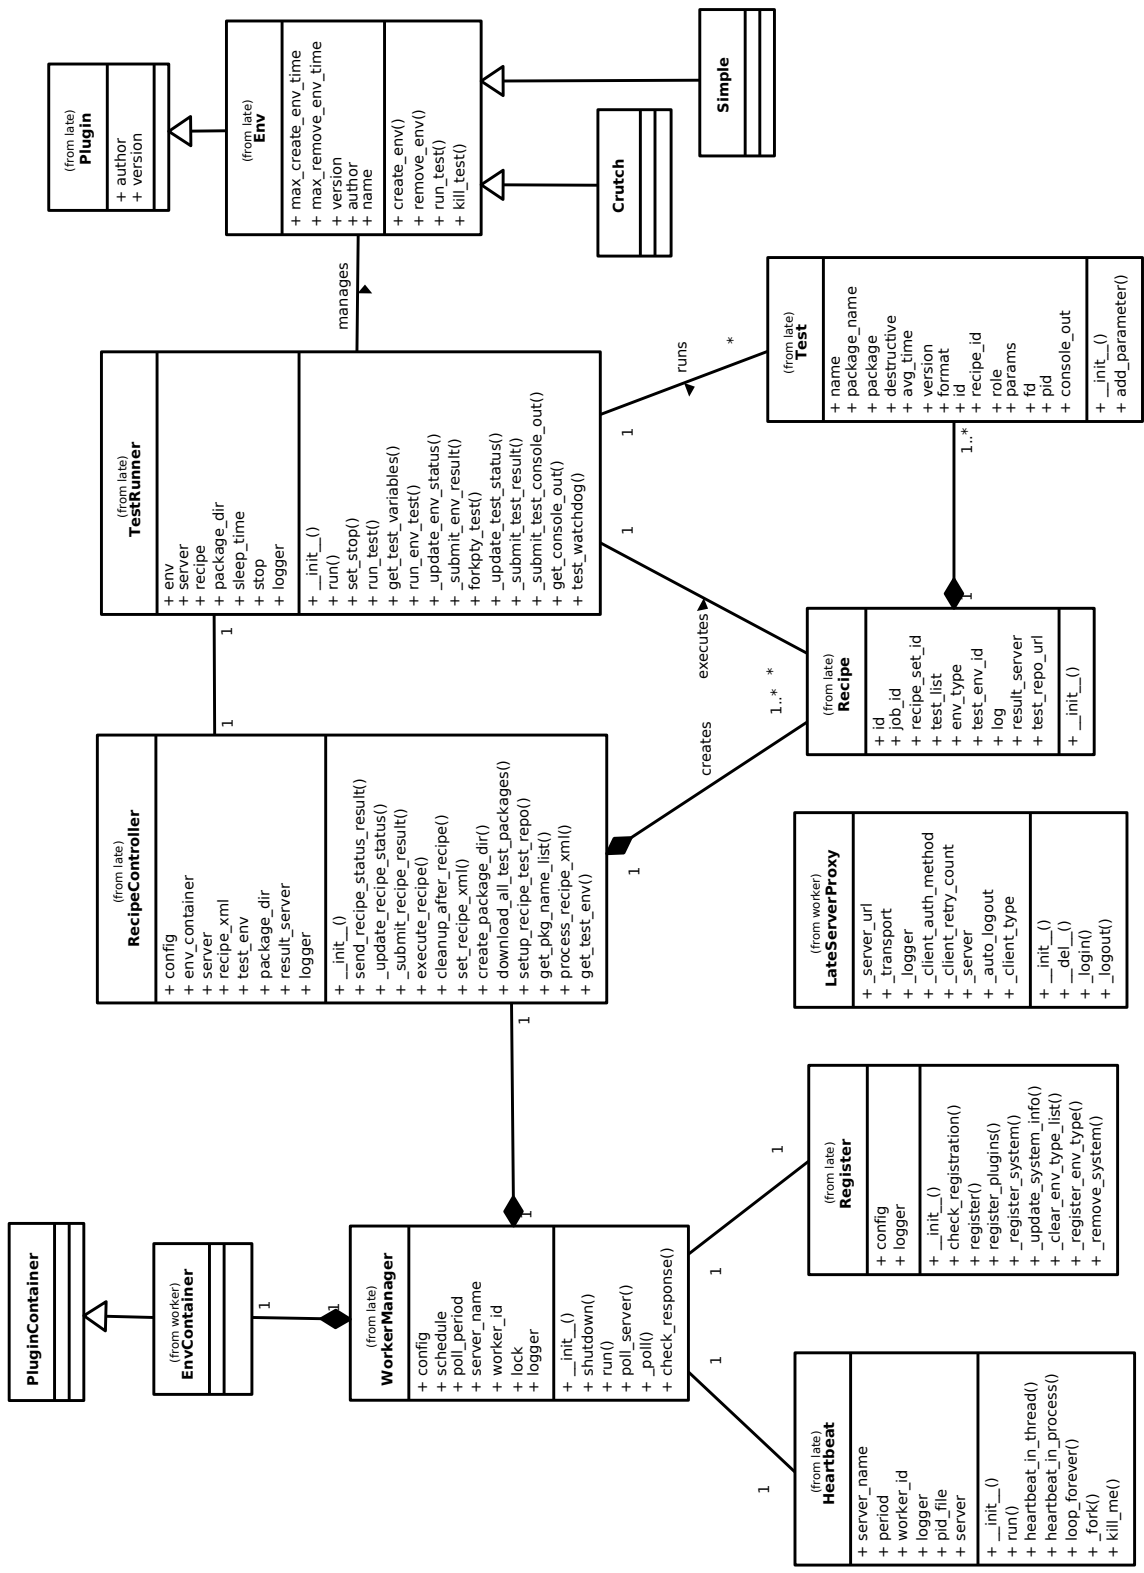 PluginContainer
(from worker)
EnvContainer
1
1
(from late)
WorkerManager
+ config
+ schedule
+ poll_period
+ server_name
+ worker_id
+ lock
+ logger
+ __init__()
+ shutdown()
+ run()
+ poll_server()
+ _poll()
+ check_response()
1
1
1
1
1
1
(from late)
Heartbeat
+ server_name
+ period
+ worker_id
+ logger
+ pid_file
+ server
+ __init__()
+ run()
+ heartbeat_in_thread()
+ heartbeat_in_process()
+ loop_forever()
+ _fork()
+ kill_me()
(from late)
Register
+ config
+ logger
+ __init__()
+ check_registration()
+ register()
+ register_plugins()
+ _register_system()
+ _update_system_info()
+ _clear_env_type_list()
+ _register_env_type()
+ _remove_system()
(from late)
RecipeController
+ config
+ env_container
+ server
+ recipe_xml
+ test_env
+ package_dir
+ result_server
+ logger
+ __init__()
+ send_recipe_status_result()
+ _update_recipe_status()
+ _submit_recipe_result()
+ execute_recipe()
+ cleanup_after_recipe()
+ set_recipe_xml()
+ create_package_dir()
+ download_all_test_packages()
+ setup_recipe_test_repo()
+ get_pkg_name_list()
+ process_recipe_xml()
+ get_test_env()
1
1
1
creates
1..*
(from worker)
LateServerProxy
+ _server_url
+ _transport
+ _logger
+ _client_auth_method
+ _client_retry_count
+ _server
+ _auto_logout
+ _client_type
+ __init__()
+ __del__()
+ _login()
+ _logout()
(from late)
TestRunner
+ env
+ server
+ recipe
+ package_dir
+ sleep_time
+ stop
+ logger
+ __init__()
+ run()
+ set_stop()
+ run_test()
+ get_test_variables()
+ run_env_test()
+ _update_env_status()
+ _submit_env_result()
+ forkpty_test()
+ _update_test_status()
+ _submit_test_result()
+ _submit_test_console_out()
+ get_console_out()
+ test_watchdog()
executes
1
*
(from late)
Recipe
+ id
+ job_id
+ recipe_set_id
+ test_list
+ env_type
+ test_env_id
+ log
+ result_server
+ test_repo_url
+ __init__()
1
1..*
1
runs
*
(from late)
Test
+ name
+ package_name
+ package
+ destructive
+ avg_time
+ version
+ format
+ id
+ recipe_id
+ role
+ params
+ fd
+ pid
+ console_out
+ __init__()
+ add_parameter()
manages
(from late)
Plugin
+ author
+ version
(from late)
Env
+ max_create_env_time
+ max_remove_env_time
+ version
+ author
+ name
+ create_env()
+ remove_env()
+ run_test()
+ kill_test()
Crutch
Simple